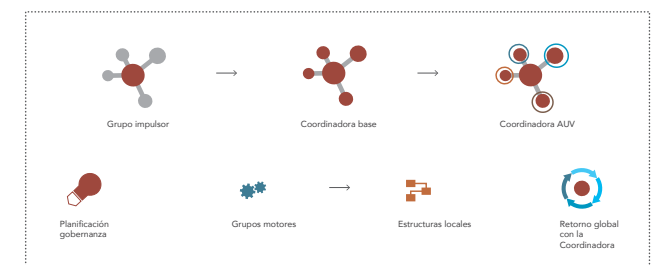 Grupo impulsor
Coordinadora base
Coordinadora AUV
Planificación
gobernanza
Grupos motores
Estructuras locales
Retorno global
con la
Coordinadora